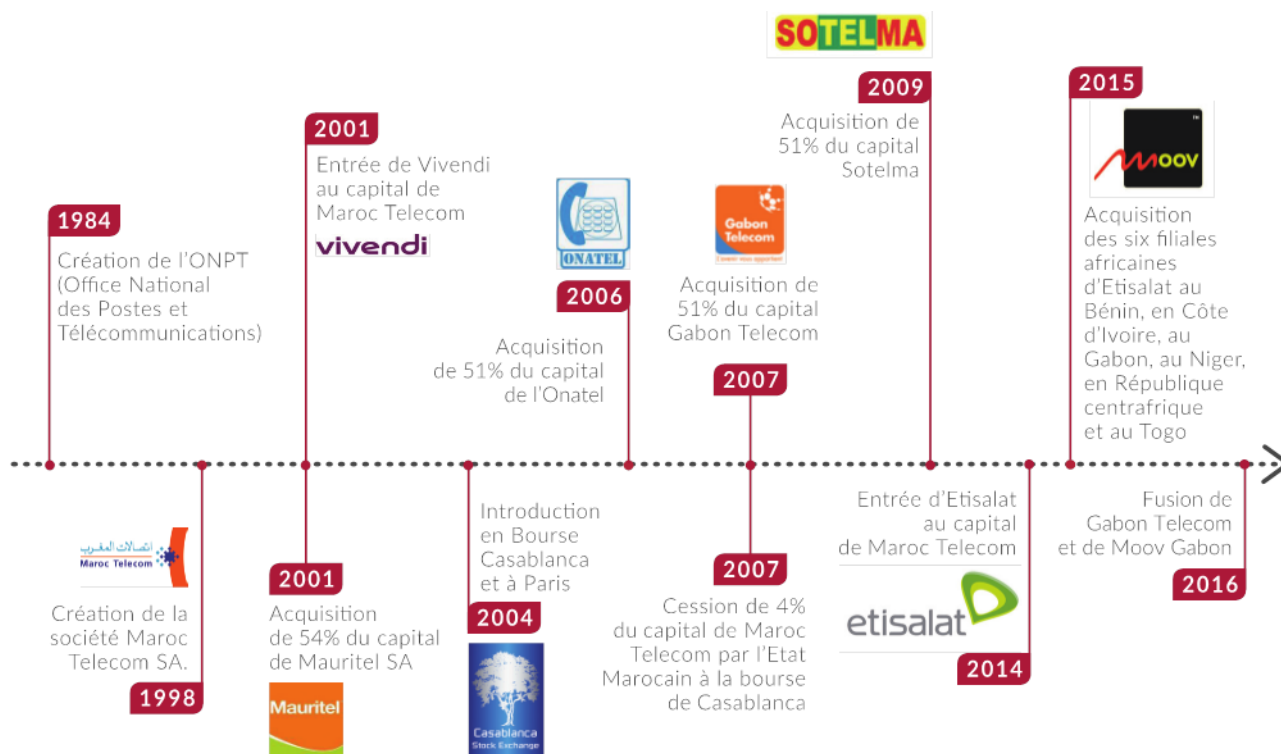 1984
Création de l’ONPT
(Office National
des Postes et
Télécommunications)
اتصالات المغرب
Maroc Telecom
Création de la
société Maroc
Telecom SA.
1998
2001
Entrée de Vivendi
au capital de
Maroc Telecom
vivendi
2001
Acquisition
de 54% du capital
de Mauritel SA
Mauritel
Introduction
en Bourse
Casablanca
et à Paris
2004
Casablanca
Stock Exchange
ONATEL
2006
Acquisition
de 51% du capital
de l’Onatel
Gabon
Telecom
Acquisition de
51% du capital
Gabon Telecom
2007
2007
Cession de 4%
du capital de Maroc
Telecom par l’Etat
Marocain à la bourse
de Casablanca
SOTELMA
2009
Acquisition de
51% du capital
Sotelma
Entrée d’Etisalat
au capital
de Maroc Telecom
etisalat
2014
2015
MOOV
TM
Acquisition
des six filiales
africaines
d’Etisalat au
Bénin, en Côte
d’Ivoire, au
Gabon, au Niger,
en République
centrafrique
et au Togo
Fusion de
Gabon Telecom
et de Moov Gabon
2016